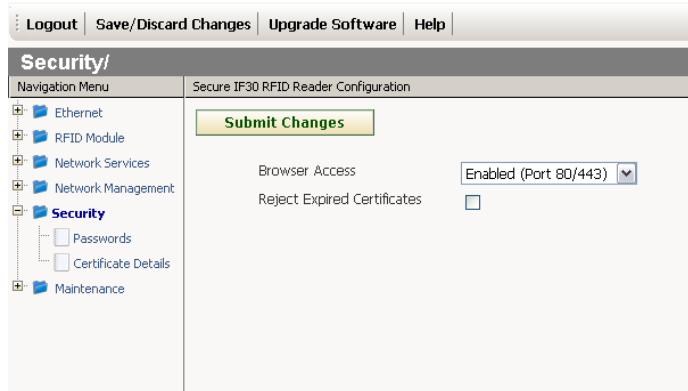 Logout Save/Discard Changes Upgrade Software Help
Security/
Navigation Menu
Secure IF30 RFID Reader Configuration
Ethernet
RFID Module
Network Services
Network Management
Security
Passwords
Certificate Details
Maintenance
Submit Changes
Browser Access
Enabled (Port 80/443)
Reject Expired Certificates